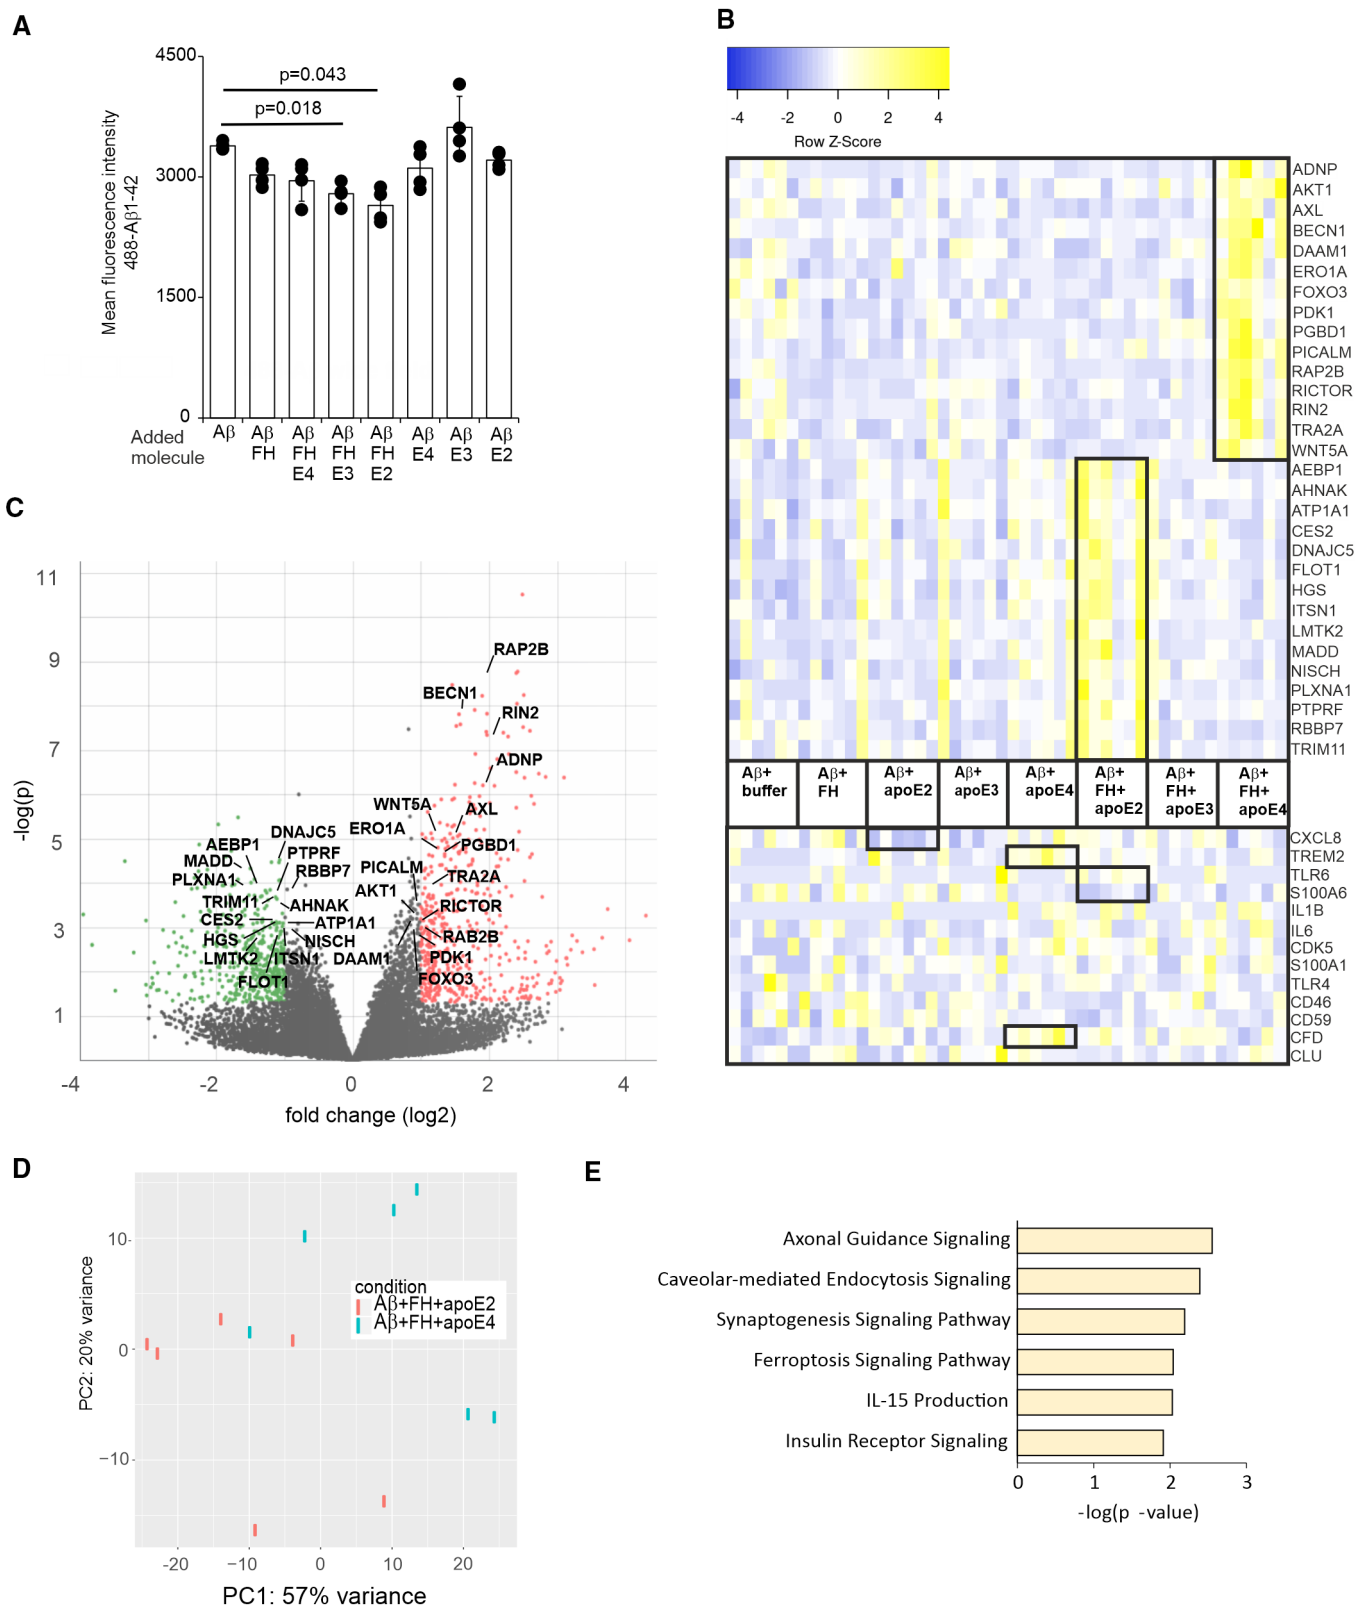 A
4500
3000
1500
0
Mean fluorescence intensity
488-Aβ1-42
p=0.043
p=0.018
Added
molecule
Aβ
Aβ
FH
Aβ
FH
E4
Aβ
FH
E3
Aβ
FH
E2
Aβ
E4
Aβ
E3
Aβ
E2
B
-4 -2 0 2 4
Row Z-Score
ADNP
AKT1
AXL
BECN1
DAAM1
ERO1A
FOXO3
PDK1
PGBD1
PICALM
RAP2B
RICTOR
RIN2
TRA2A
WNT5A
AEBP1
AHNAK
ATP1A1
CES2
DNAJC5
FLOT1
HGS
ITSN1
LMTK2
MADD
NISCH
PLXNA1
PTPRF
RBBP7
TRIM11
Aβ+
buffer
Aβ+
FH
Aβ+
apoE2
Aβ+
apoE3
Aβ+
apoE4
Aβ+
FH+
apoE2
Aβ+
FH+
apoE3
Aβ+
FH+
apoE4
CXCL8
TREM2
TLR6
S100A6
IL1B
IL6
CDK5
S100A1
TLR4
CD46
CD59
CFD
CLU
C
11
9
7
5
3
1
-log(p)
RAP2B
BECN1
RIN2
ADNP
WNT5A
AXL
ERO1A
DNAJC5
AEBP1
PTPRF
PGBD1
MADD
RBBP7
PICALM
PLXNA1
TRA2A
AKT1
TRIM11
AHNAK
RICTOR
CES2
ATP1A1
HGS
NISCH
RAB2B
LMTK2
ITSN1
DAAM1
PDK1
FLOT1
FOXO3
-4 -2 0 2 4
fold change (log2)
D
10-
0-
−10-
PC2: 20% variance
condition
Aβ+FH+apoE2
Aβ+FH+apoE4
-20 −10 0 10 20
PC1: 57% variance
E
Axonal Guidance Signaling
Caveolar-mediated Endocytosis Signaling
Synaptogenesis Signaling Pathway
Ferroptosis Signaling Pathway
IL-15 Production
Insulin Receptor Signaling
0 1 2 3
-log(p -value)